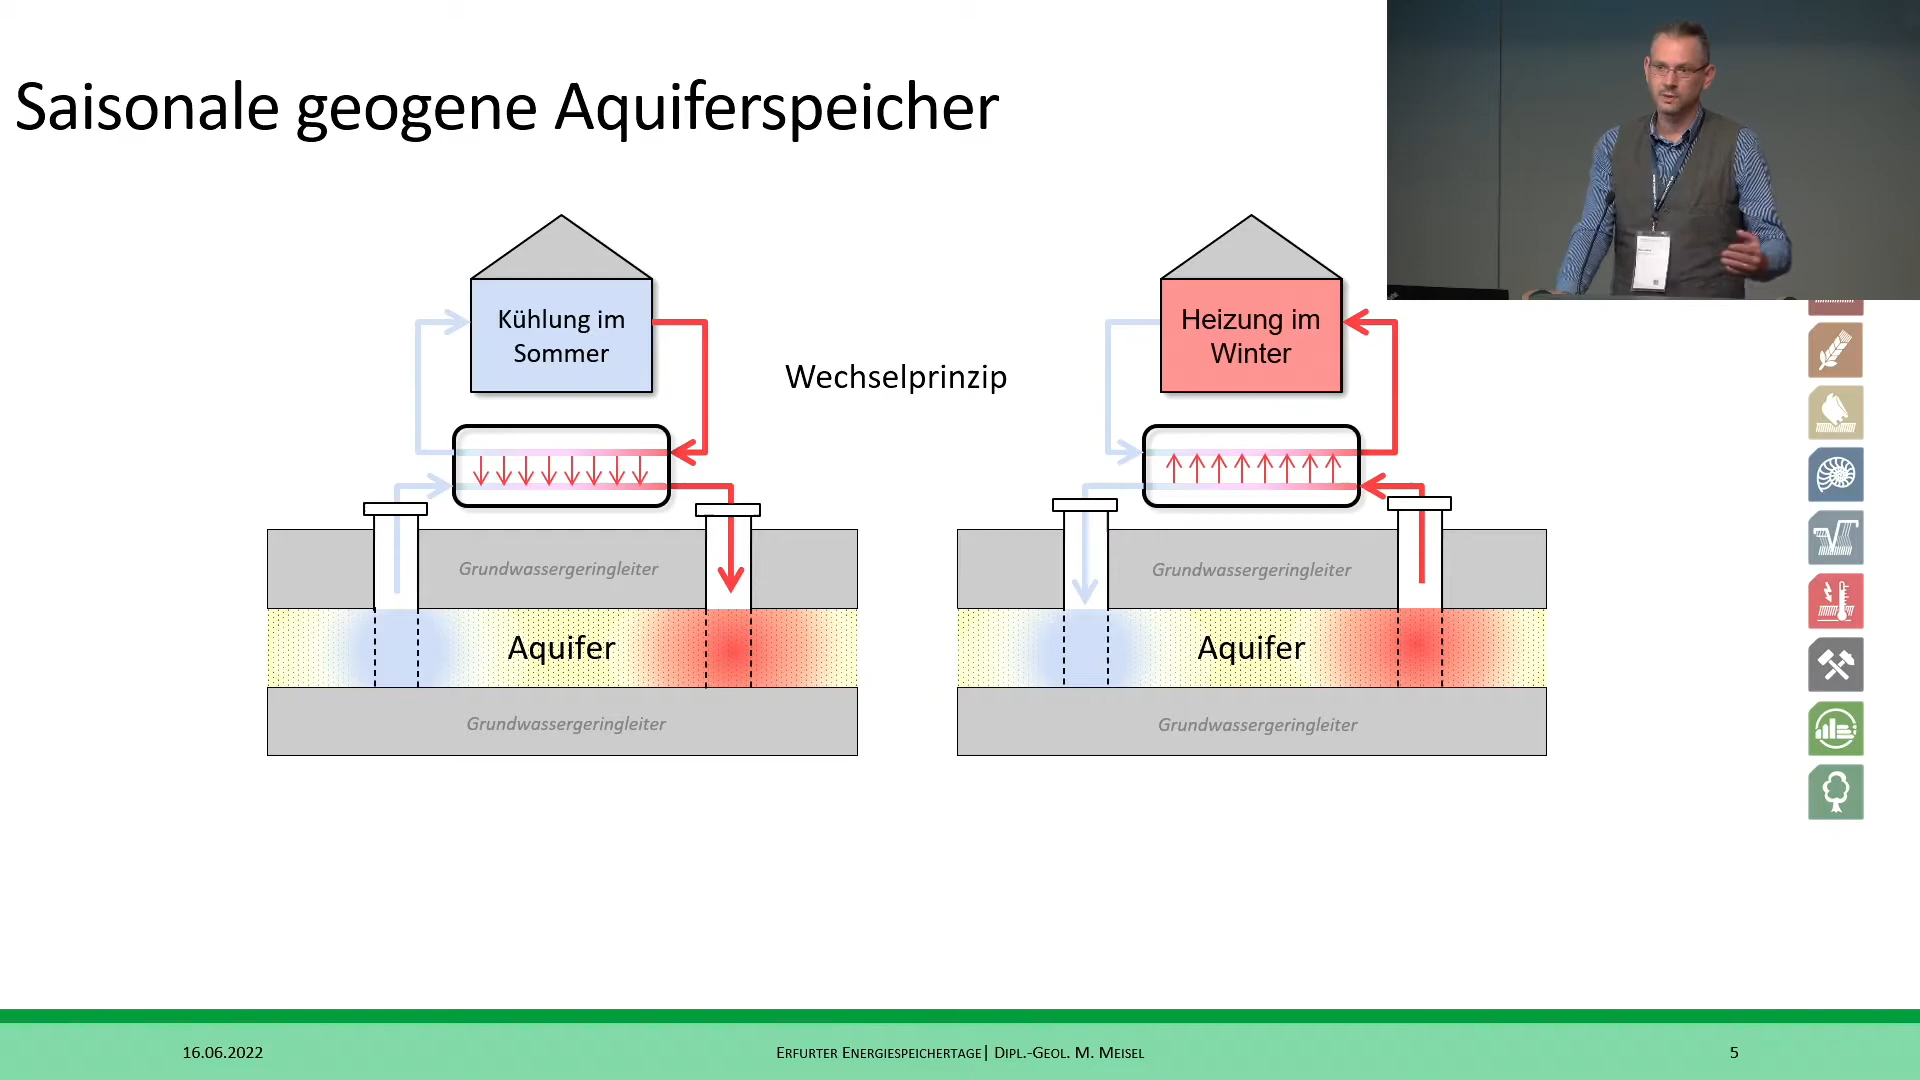 Saisonale geogene Aquiferspeicher
Kühlung im
Sommer
Wechselprinzip
Heizung im
Winter
Grundwassergeringleiter
Aquifer
Grundwassergeringleiter
Grundwassergeringleiter
Aquifer
Grundwassergeringleiter
16.06.2022
Erfurter Energiespeichertage| Dipl.-Geol. M. Meisel
5